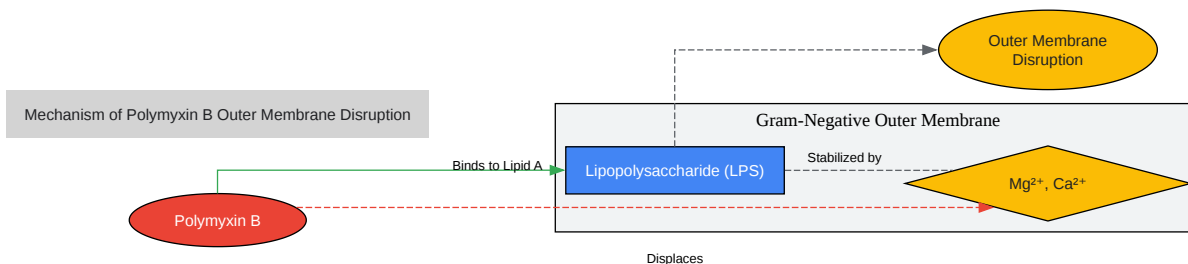 Outer Membrane
Disruption
Mechanism of Polymyxin B Outer Membrane Disruption
Gram-Negative Outer Membrane
Binds to Lipid A
Lipopolysaccharide (LPS)
Stabilized by
Mg²⁺, Ca²⁺
Polymyxin B
Displaces